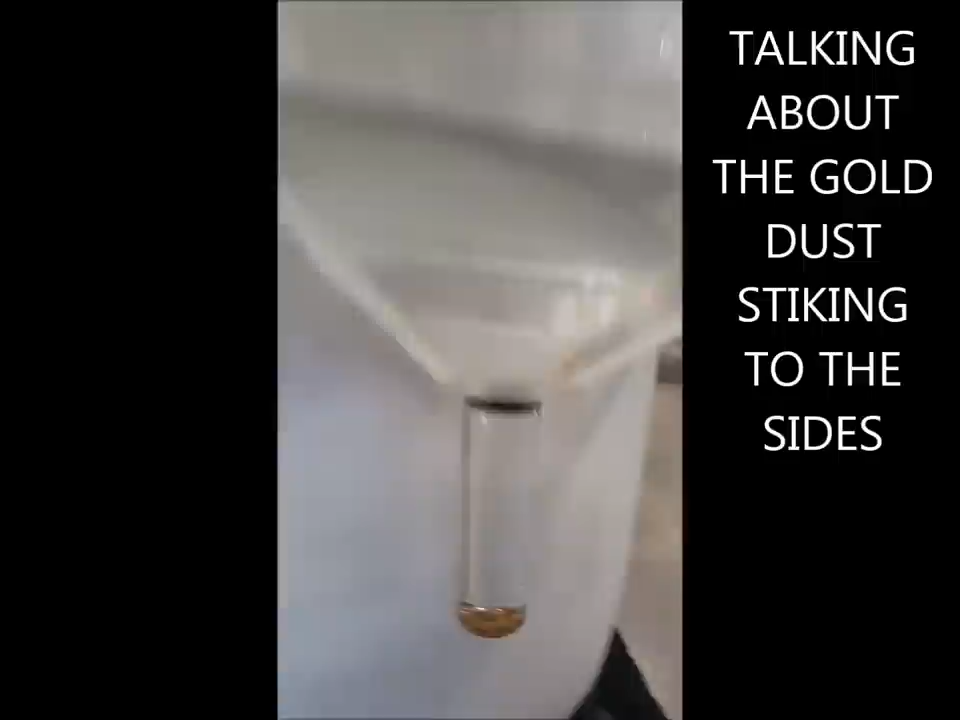 TALKING
ABOUT
THE GOLD
DUST
STIKING
TO THE
SIDES